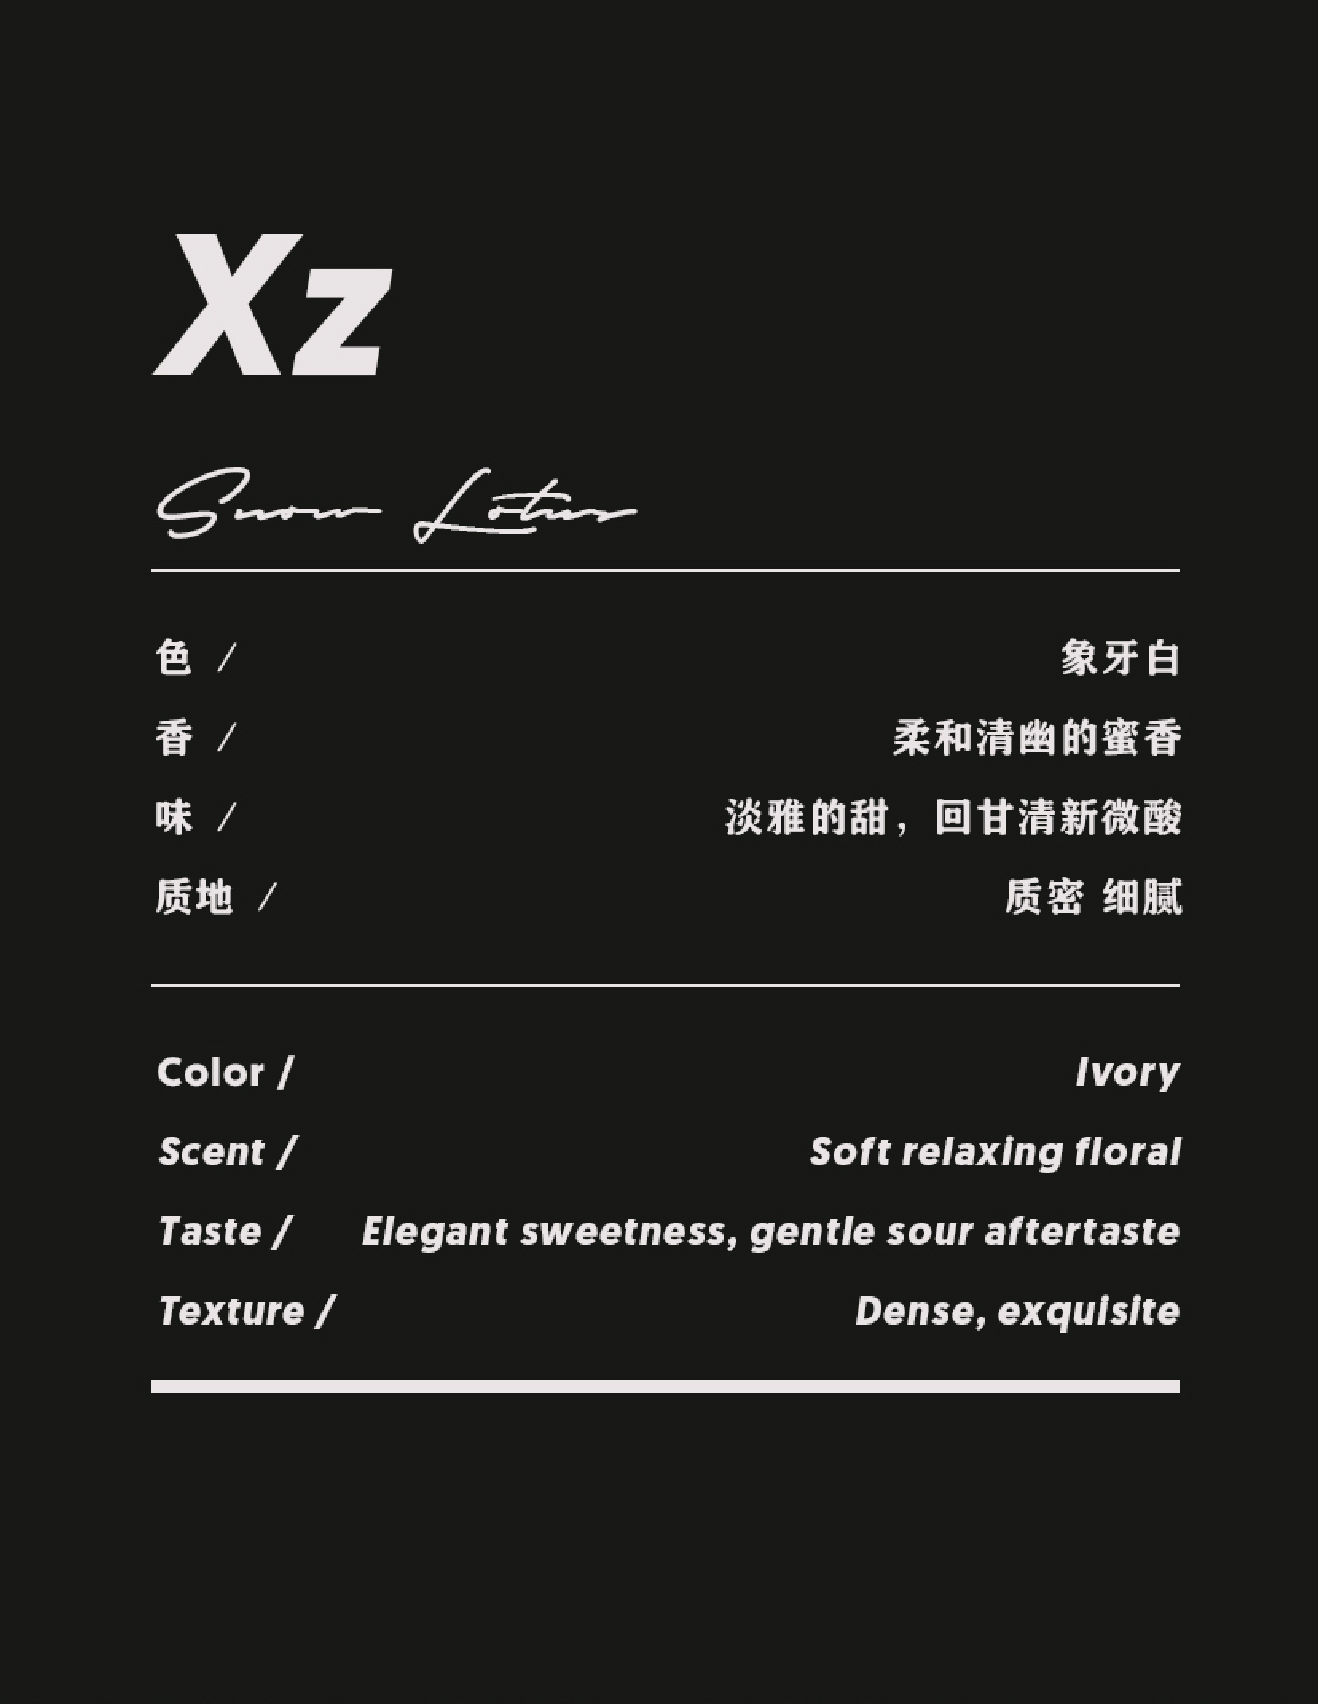 Xz
Snow Lotus
色 / 象牙白
香 / 柔和清幽的蜜香
味 / 淡雅的甜，回甘清新微酸
质地 / 质密 细腻
Color / Ivory
Scent / Soft relaxing floral
Taste / Elegant sweetness, gentle sour aftertaste
Texture / Dense, exquisite